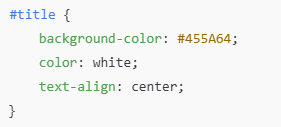 #title {
    background-color: #455A64;
    color: white;
    text-align: center;
}